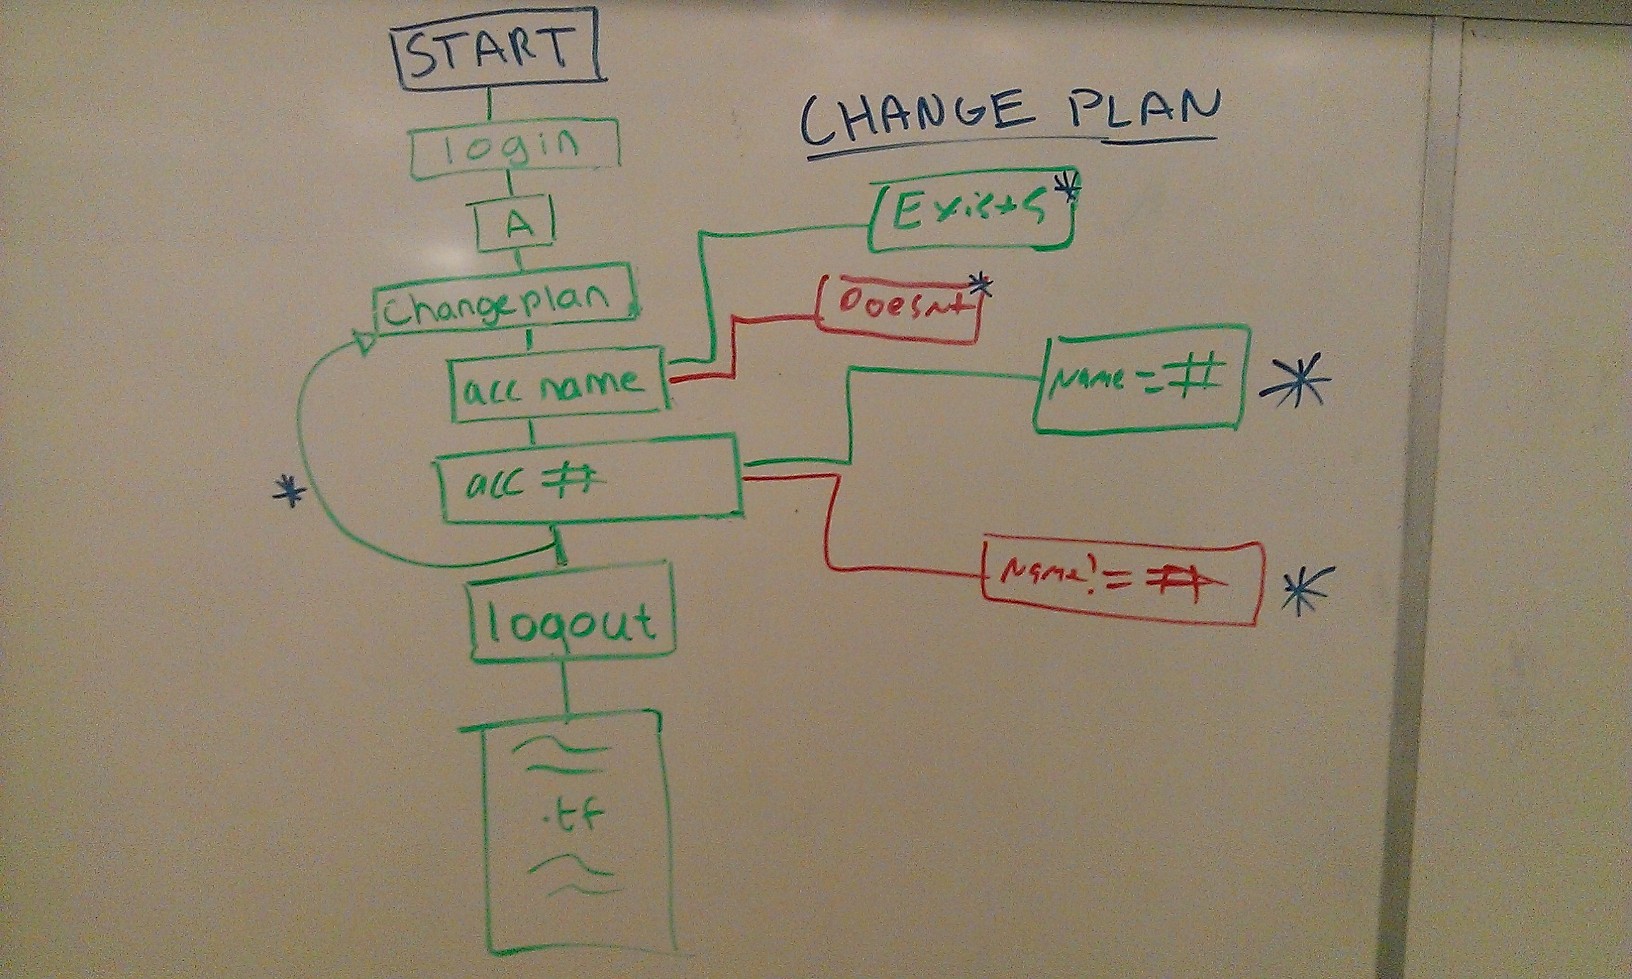 START
CHANGE PLAN
login
A
Exists *
changeplan
Doesnt *
acc name
Name = # *
acc #
*
Name != # *
logout
.tf